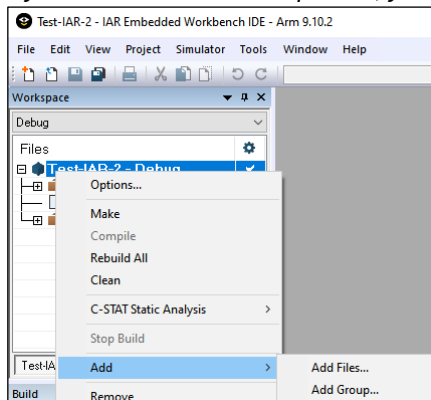 Test-IAR-2 - IAR Embedded Workbench IDE - Arm 9.10.2
File Edit View Project Simulator Tools Window Help
Workspace
Debug
Files
Test-IAR-2 - Debug
Options...
Make
Compile
Rebuild All
Clean
C-STAT Static Analysis
Stop Build
Test-IA
Add
Add Files...
Add Group...
Build
Remove